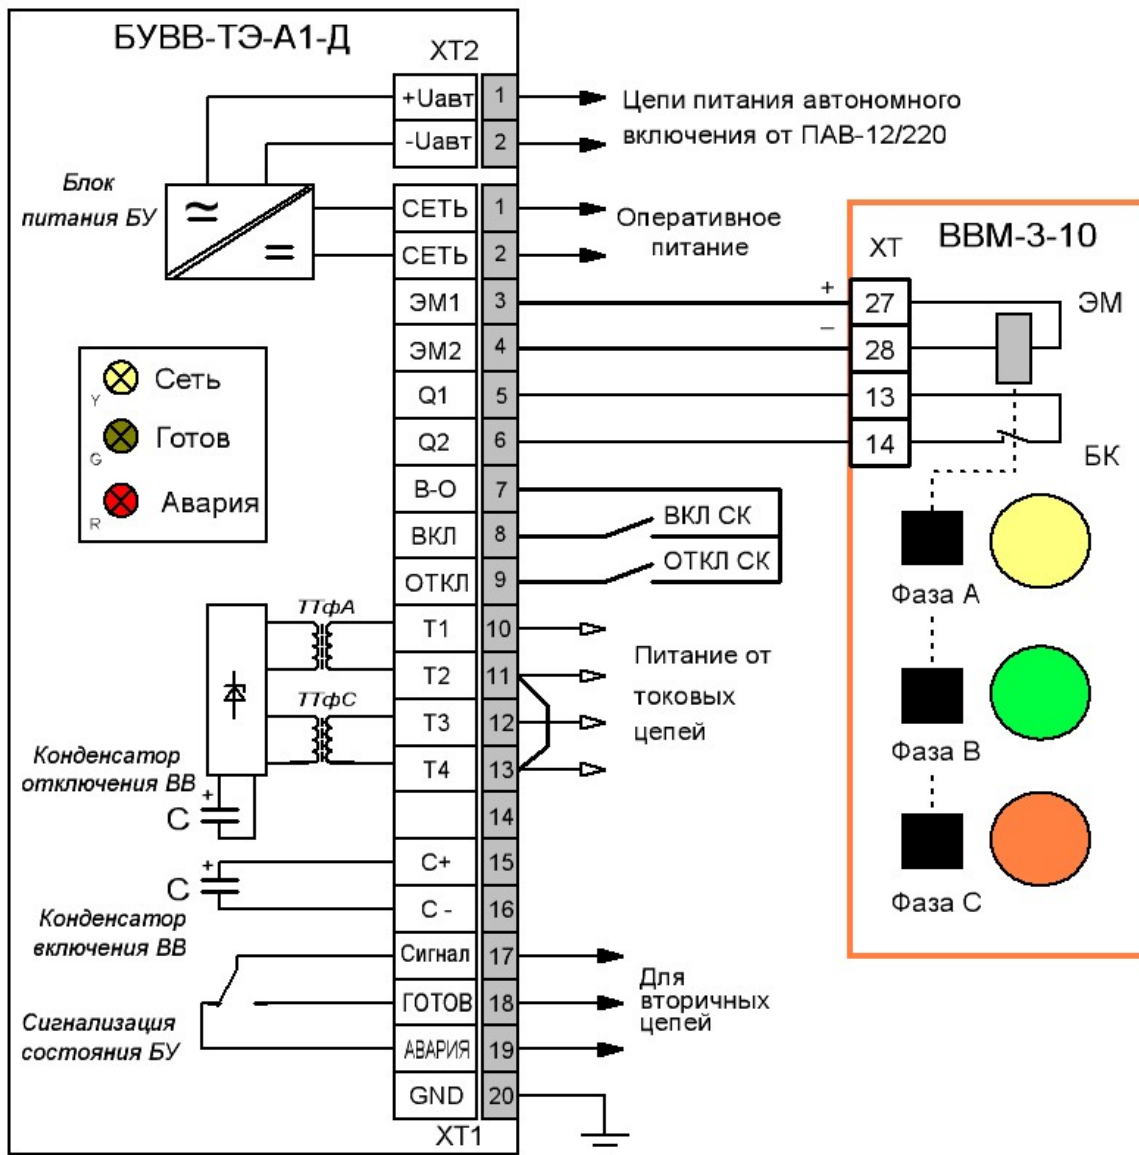 БУВВ-ТЭ-А1-Д
ХТ2
+Uавт 1
-Uавт 2
Цепи питания автономного
включения от ПАВ-12/220
Блок
питания БУ
СЕТЬ 1
СЕТЬ 2
Оперативное
питание
ЭМ1 3
ЭМ2 4
Q1 5
Q2 6
В-О 7
ВКЛ 8
ОТКЛ 9
Т1 10
Т2 11
Т3 12
Т4 13
14
С+ 15
С - 16
Сигнал 17
ГОТОВ 18
АВАРИЯ 19
GND 20
ХТ1
Y Сеть
G Готов
R Авария
ТТфА
ТТфС
Конденсатор
отключения ВВ
+
С
+
С
Конденсатор
включения ВВ
Сигнализация
состояния БУ
ВКЛ СК
ОТКЛ СК
Питание от
токовых
цепей
Для
вторичных
цепей
ВВМ-3-10
ХТ
+ 27
– 28
13
14
ЭМ
БК
Фаза А
Фаза В
Фаза С